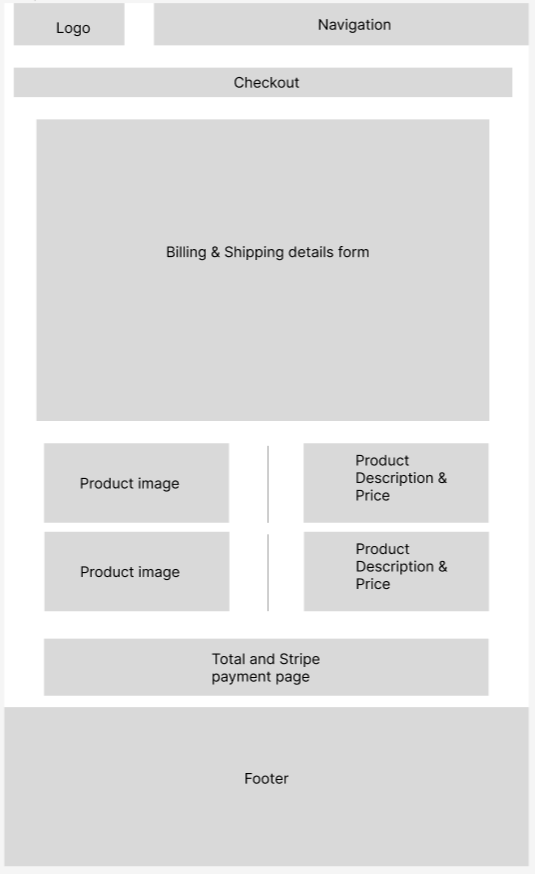 Logo
Navigation
Checkout
Billing & Shipping details form
Product image
Product
Description &
Price
Product image
Product
Description &
Price
Total and Stripe
payment page
Footer